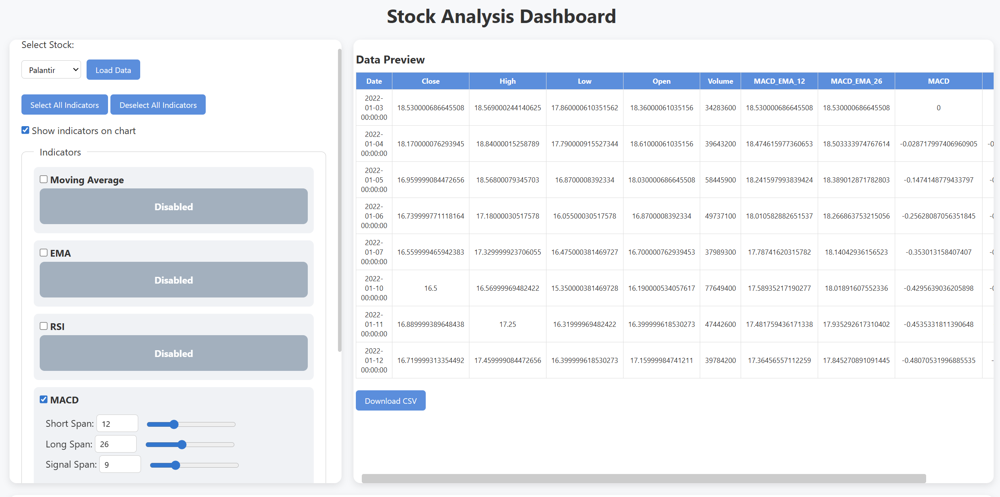 Stock Analysis Dashboard
Select Stock:
Palantir Load Data
Select All Indicators Deselect All Indicators
Show indicators on chart
Indicators
Moving Average
Disabled
EMA
Disabled
RSI
Disabled
MACD
Short Span: 12
Long Span: 26
Signal Span: 9
Data Preview
Date Close High Low Open Volume MACD_EMA_12 MACD_EMA_26 MACD
2022-
01-03 18.530000686645508 18.569000244140625 17.860000610351562 18.36000061035156 34283600 18.530000686645508 18.530000686645508 0
00:00:00
2022-
01-04 18.170000076293945 18.84000015258789 17.790000915527344 18.61000061035156 39643200 18.474615977360653 18.503333974767614 -0.028717997406960905 -0
00:00:00
2022-
01-05 16.959999084472656 18.56800079345703 16.8700008392334 18.030000686645508 58445900 18.241597993839424 18.389012871782803 -0.1474148779433797
00:00:00
2022-
01-06 16.739999771118164 17.18000030517578 16.05500030517578 16.8700008392334 49737100 18.010582882651537 18.266863753215056 -0.25628087056351845
00:00:00
2022-
01-07 16.559999465942383 17.329999923706055 16.475000381469727 16.700000762939453 37989300 17.78741620315782 18.14042936156523 -0.353013158407407
00:00:00
2022-
01-10 16.5 16.56999969482422 15.350000381469728 16.190000534057617 77649400 17.58935217190277 18.01891607552336 -0.4295639036205898
00:00:00
2022-
01-11 16.889999389648438 17.25 16.31999969482422 16.399999618530273 47442600 17.481759436171338 17.935292617310402 -0.4535331811390648
00:00:00
2022-
01-12 16.719999313354492 17.459999084472656 16.399999618530273 17.15999984741211 39784200 17.36456557112259 17.845270891091445 -0.48070531996885535
00:00:00
Download CSV